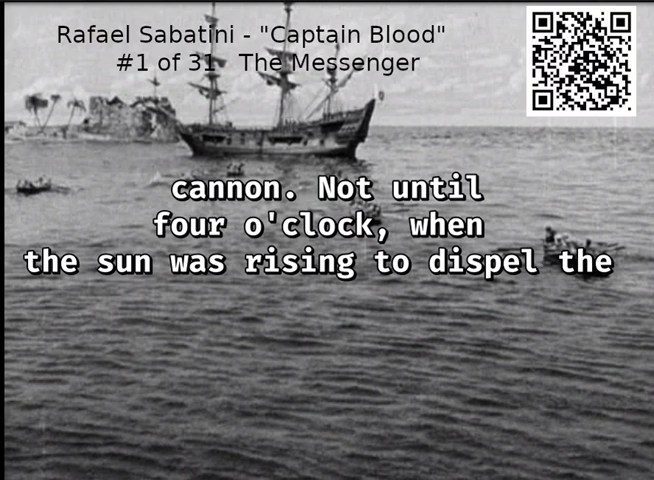 Rafael Sabatini - "Captain Blood"
#1 of 31   The Messenger
cannon. Not until
four o'clock, when
the sun was rising to dispel the